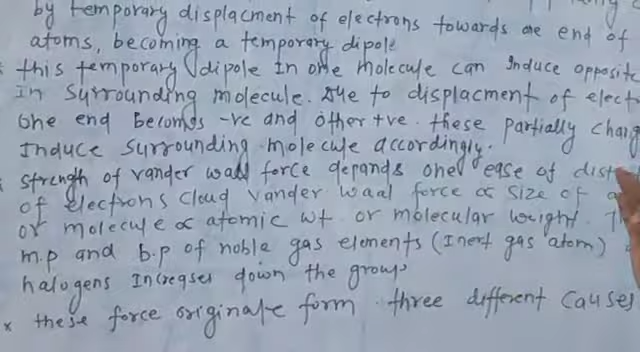 by temporary displacment of electrons towards one end of
atoms, becoming a temporary dipole
this temporary dipole in one molecule can induce opposite
in Surrounding molecule. Due to displacment of elect
one end becomes -ve and other +ve. these partially charg
Induce surrounding molecule accordingly.
strength of vander waal force depands one ease of dist
of electrons cloud vander waal force ∝ size of
or molecule ∝ atomic wt. or molecular weight.
m.p and b.p of noble gas elements (Inert gas atom)
halogens Increases down the group
* these force originate form three different causes